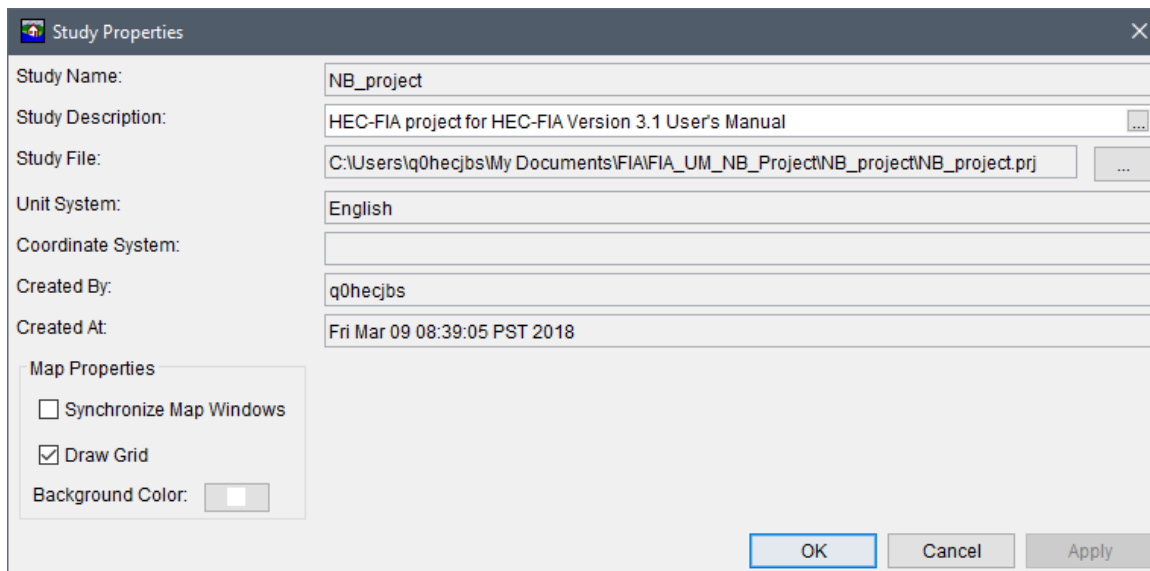 Study Properties
Study Name: NB_project
Study Description: HEC-FIA project for HEC-FIA Version 3.1 User's Manual ...
Study File: C:\Users\q0hecjbs\My Documents\FIA\FIA_UM_NB_Project\NB_project\NB_project.prj ...
Unit System: English
Coordinate System:
Created By: q0hecjbs
Created At: Fri Mar 09 08:39:05 PST 2018
Map Properties
Synchronize Map Windows
Draw Grid
Background Color:
OK Cancel Apply